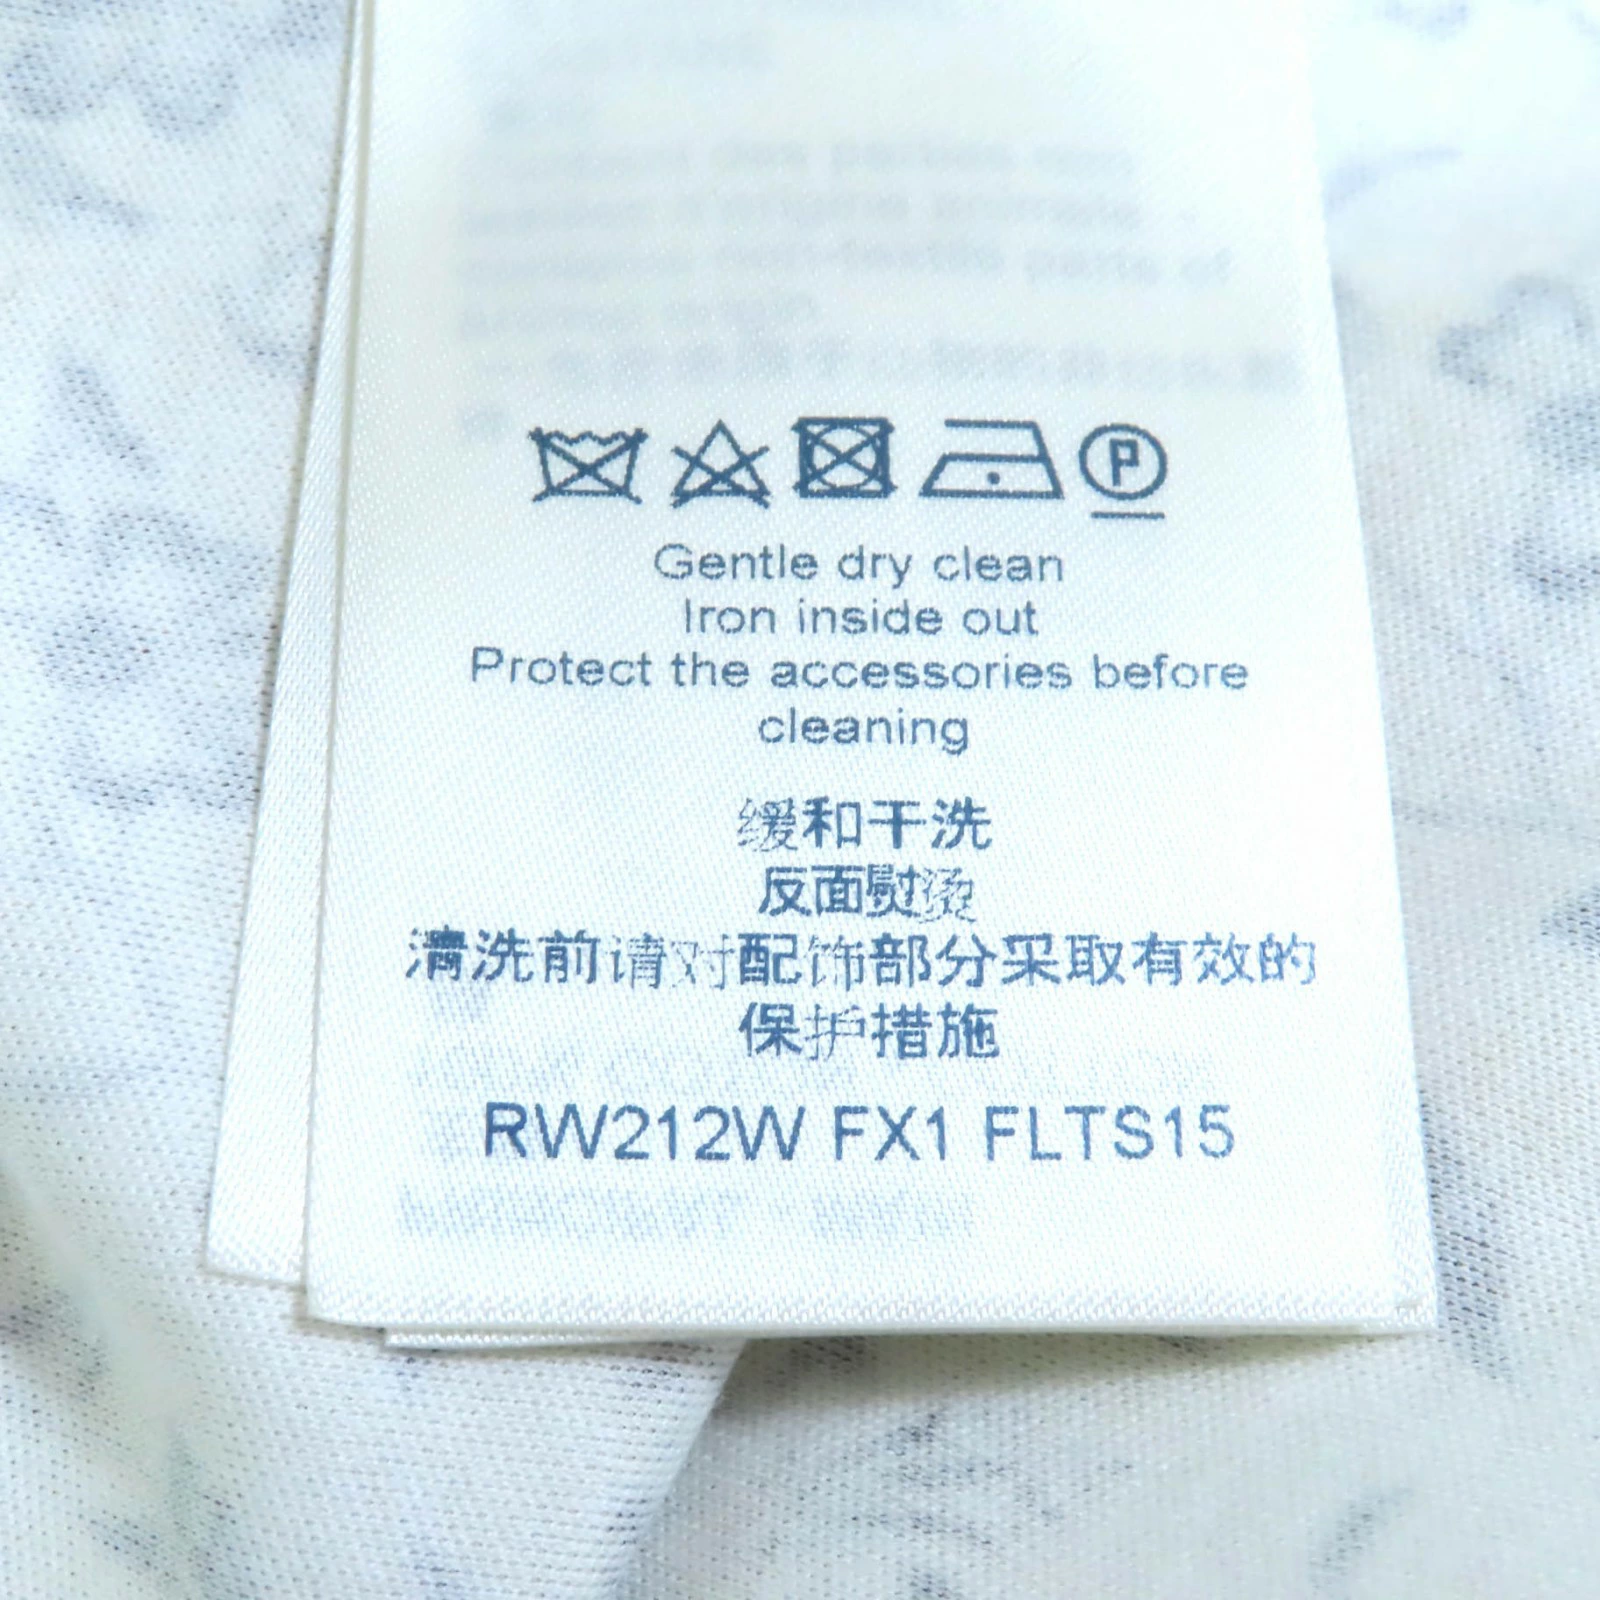 P
Gentle dry clean
Iron inside out
Protect the accessories before
cleaning
缓和干洗
反面熨烫
清洗前请对配饰部分采取有效的
保护措施
RW212W FX1 FLTS15